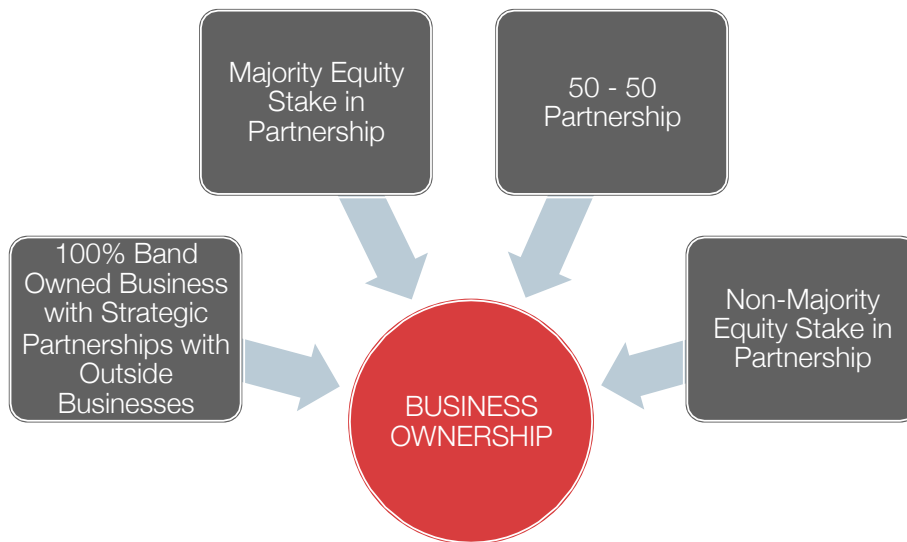 Majority Equity
Stake in
Partnership
50 - 50
Partnership
100% Band
Owned Business
with Strategic
Partnerships with
Outside
Businesses
Non-Majority
Equity Stake in
Partnership
BUSINESS
OWNERSHIP